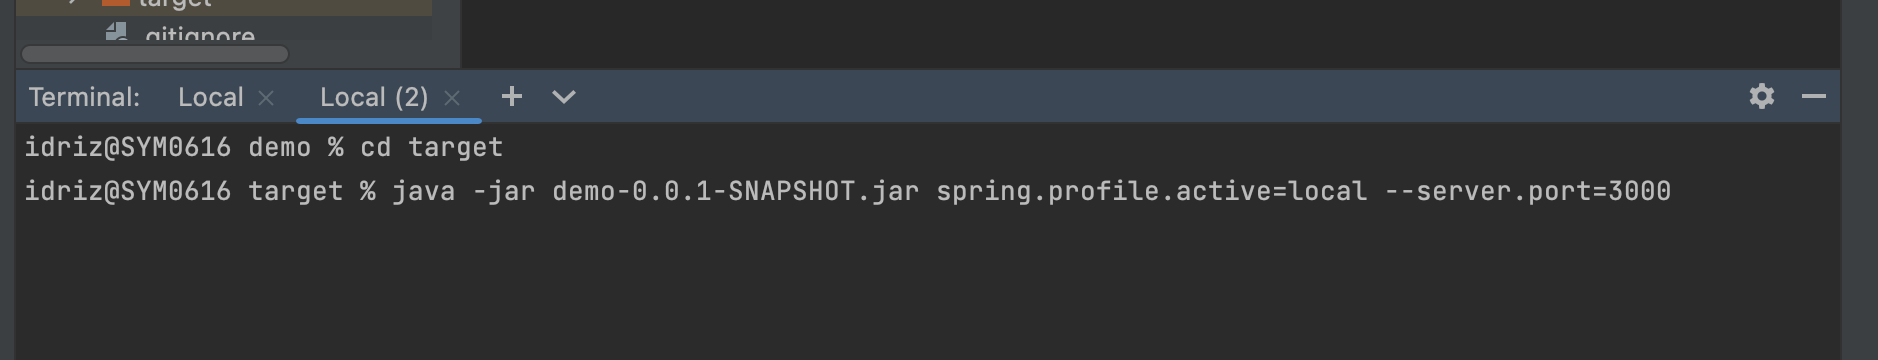 target
.gitignore
Terminal: Local Local (2)
idriz@SYM0616 demo % cd target
idriz@SYM0616 target % java -jar demo-0.0.1-SNAPSHOT.jar spring.profile.active=local --server.port=3000